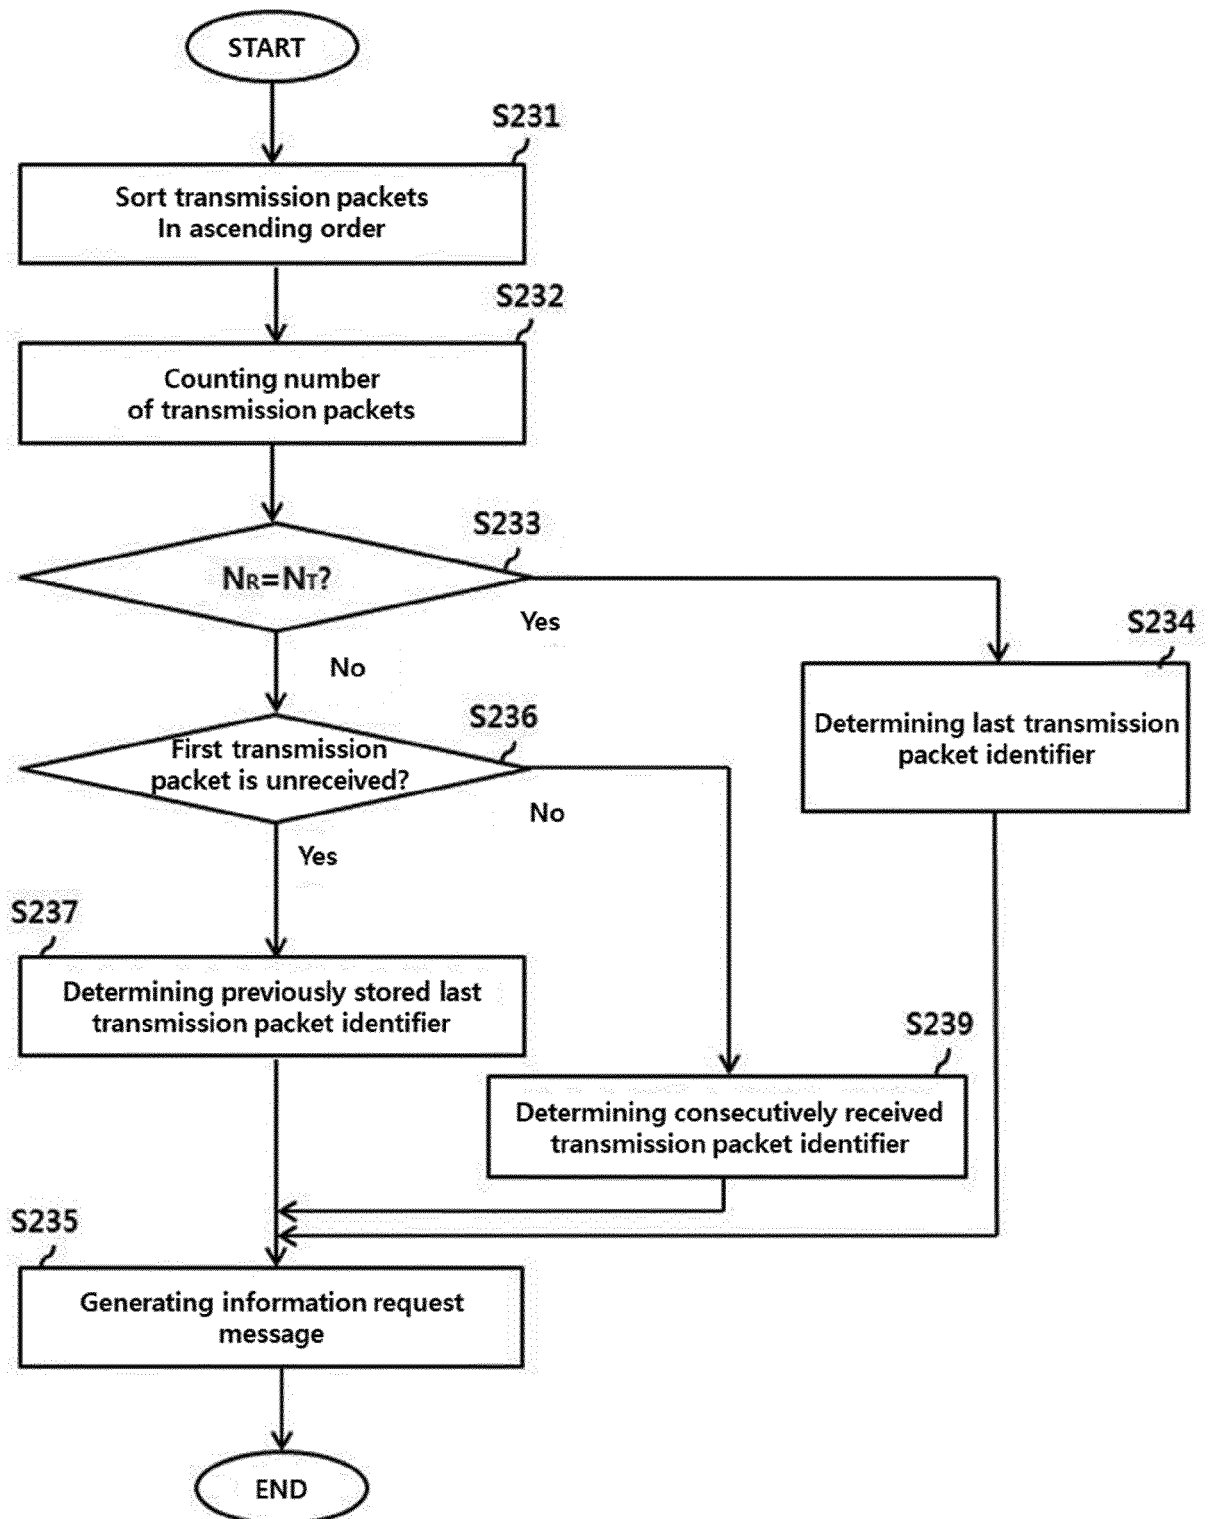 START
S231
Sort transmission packets
In ascending order
S232
Counting number
of transmission packets
S233
NR=NT?
Yes
No
S234
Determining last transmission
packet identifier
S236
First transmission
packet is unreceived?
No
Yes
S237
Determining previously stored last
transmission packet identifier
S239
Determining consecutively received
transmission packet identifier
S235
Generating information request
message
END